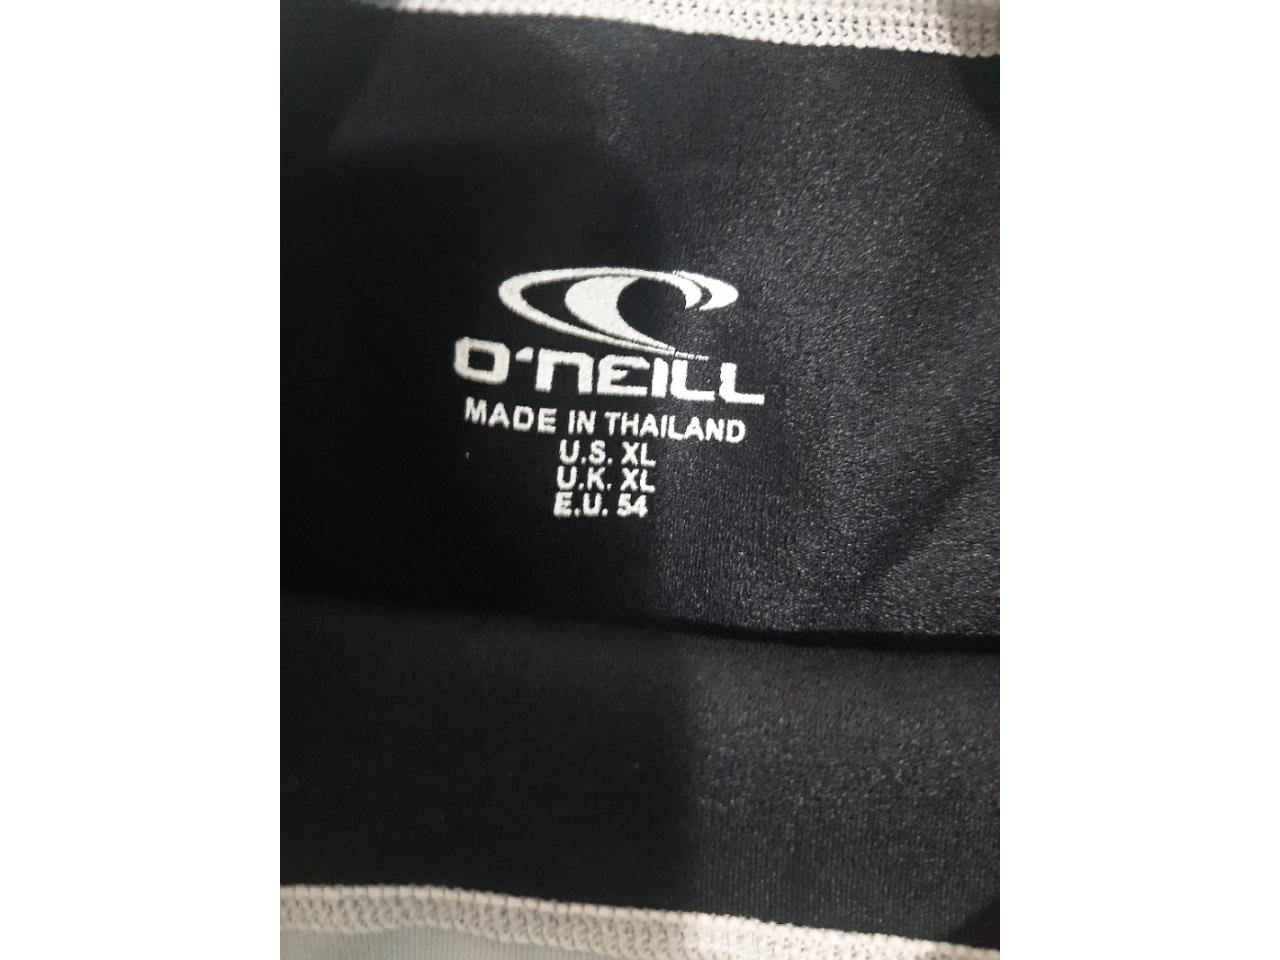 O'NEILL
MADE IN THAILAND
U.S. XL
U.K. XL
E.U. 54